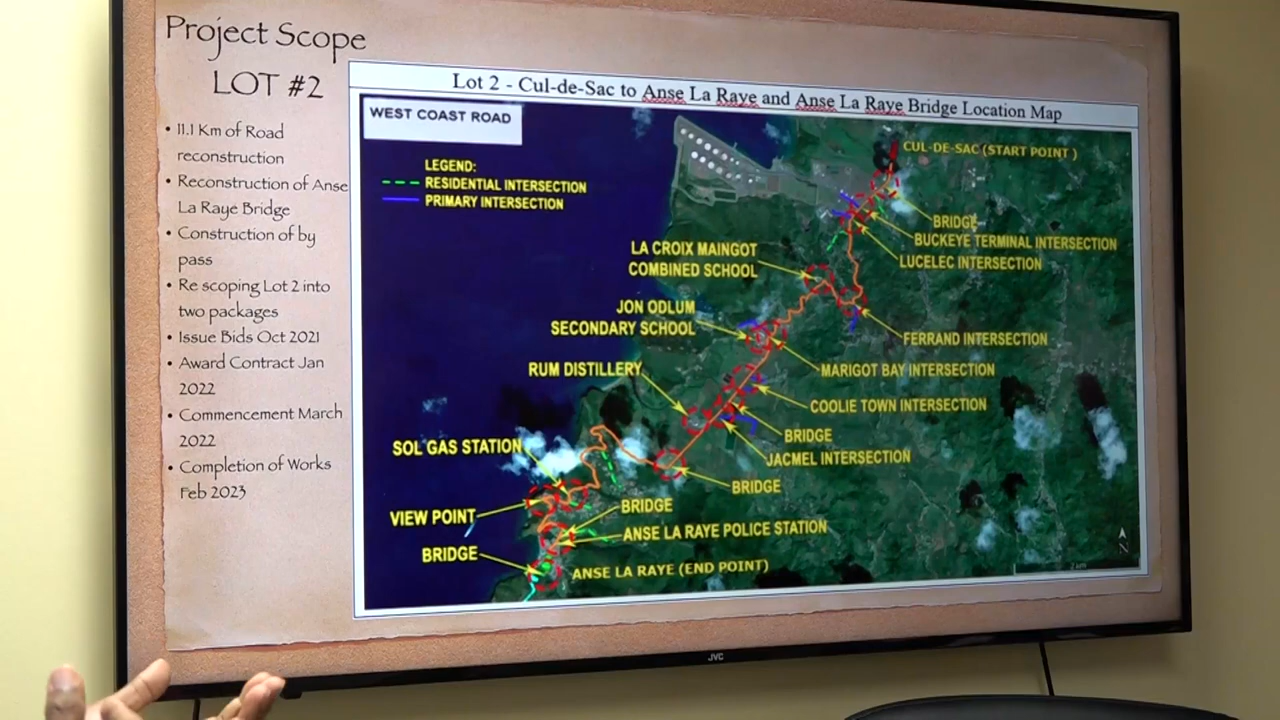 Project Scope
LOT #2
• 11.1 Km of Road
reconstruction
• Reconstruction of Anse
La Raye Bridge
• Construction of by
pass
• Re scoping Lot 2 into
two packages
• Issue Bids Oct 2021
• Award Contract Jan
2022
• Commencement March
2022
• Completion of Works
Feb 2023
Lot 2 - Cul-de-Sac to Anse La Raye and Anse La Raye Bridge Location Map
WEST COAST ROAD
LEGEND:
RESIDENTIAL INTERSECTION
PRIMARY INTERSECTION
CUL-DE-SAC (START POINT )
BRIDGE
BUCKEYE TERMINAL INTERSECTION
LUCELEC INTERSECTION
LA CROIX MAINGOT
COMBINED SCHOOL
JON ODLUM
SECONDARY SCHOOL
FERRAND INTERSECTION
RUM DISTILLERY
MARIGOT BAY INTERSECTION
COOLIE TOWN INTERSECTION
BRIDGE
JACMEL INTERSECTION
SOL GAS STATION
BRIDGE
BRIDGE
VIEW POINT
ANSE LA RAYE POLICE STATION
BRIDGE
ANSE LA RAYE (END POINT)
N
JVC